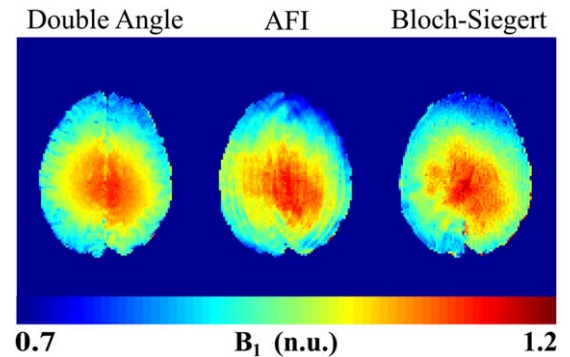 Double Angle AFI Bloch-Siegert
0.7 B₁ (n.u.) 1.2